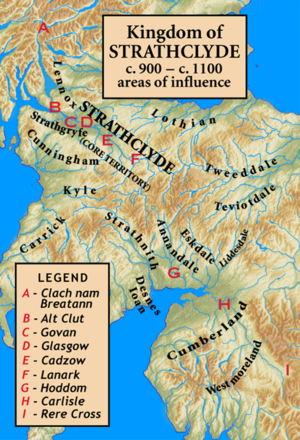 Kingdom of
STRATHCLYDE
c. 900 – c. 1100
areas of influence
A
Lennox
B
C D
STRATHCLYDE
(CORE TERRITORY)
Strathgryfe
E
F
Lothian
Cunningham
Tweeddale
Kyle
Teviotdale
Carrick
Strathnith
Annandale
Eskdale
Liddesdale
G
Desnes
Ioan
H
Cumberland
Westmoreland
I
LEGEND
A - Clach nam
Breatann
B - Alt Clut
C - Govan
D - Glasgow
E - Cadzow
F - Lanark
G - Hoddom
H - Carlisle
I - Rere Cross